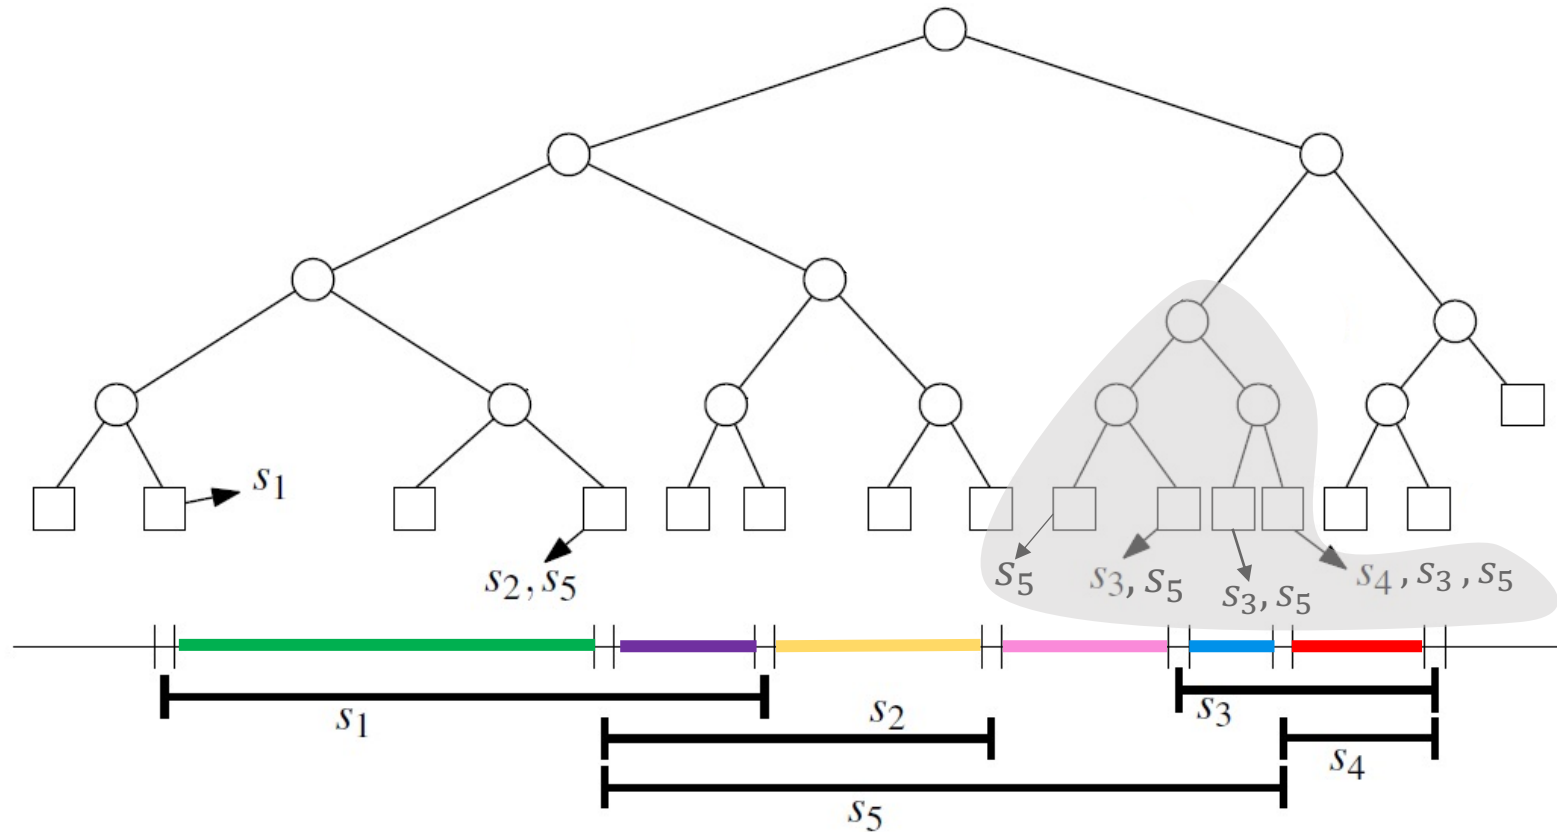 s₁
s₂, s₅
s₅
s₃, s₅
s₃, s₅
s₄, s₃, s₅
s₁
s₂
s₃
s₄
s₅